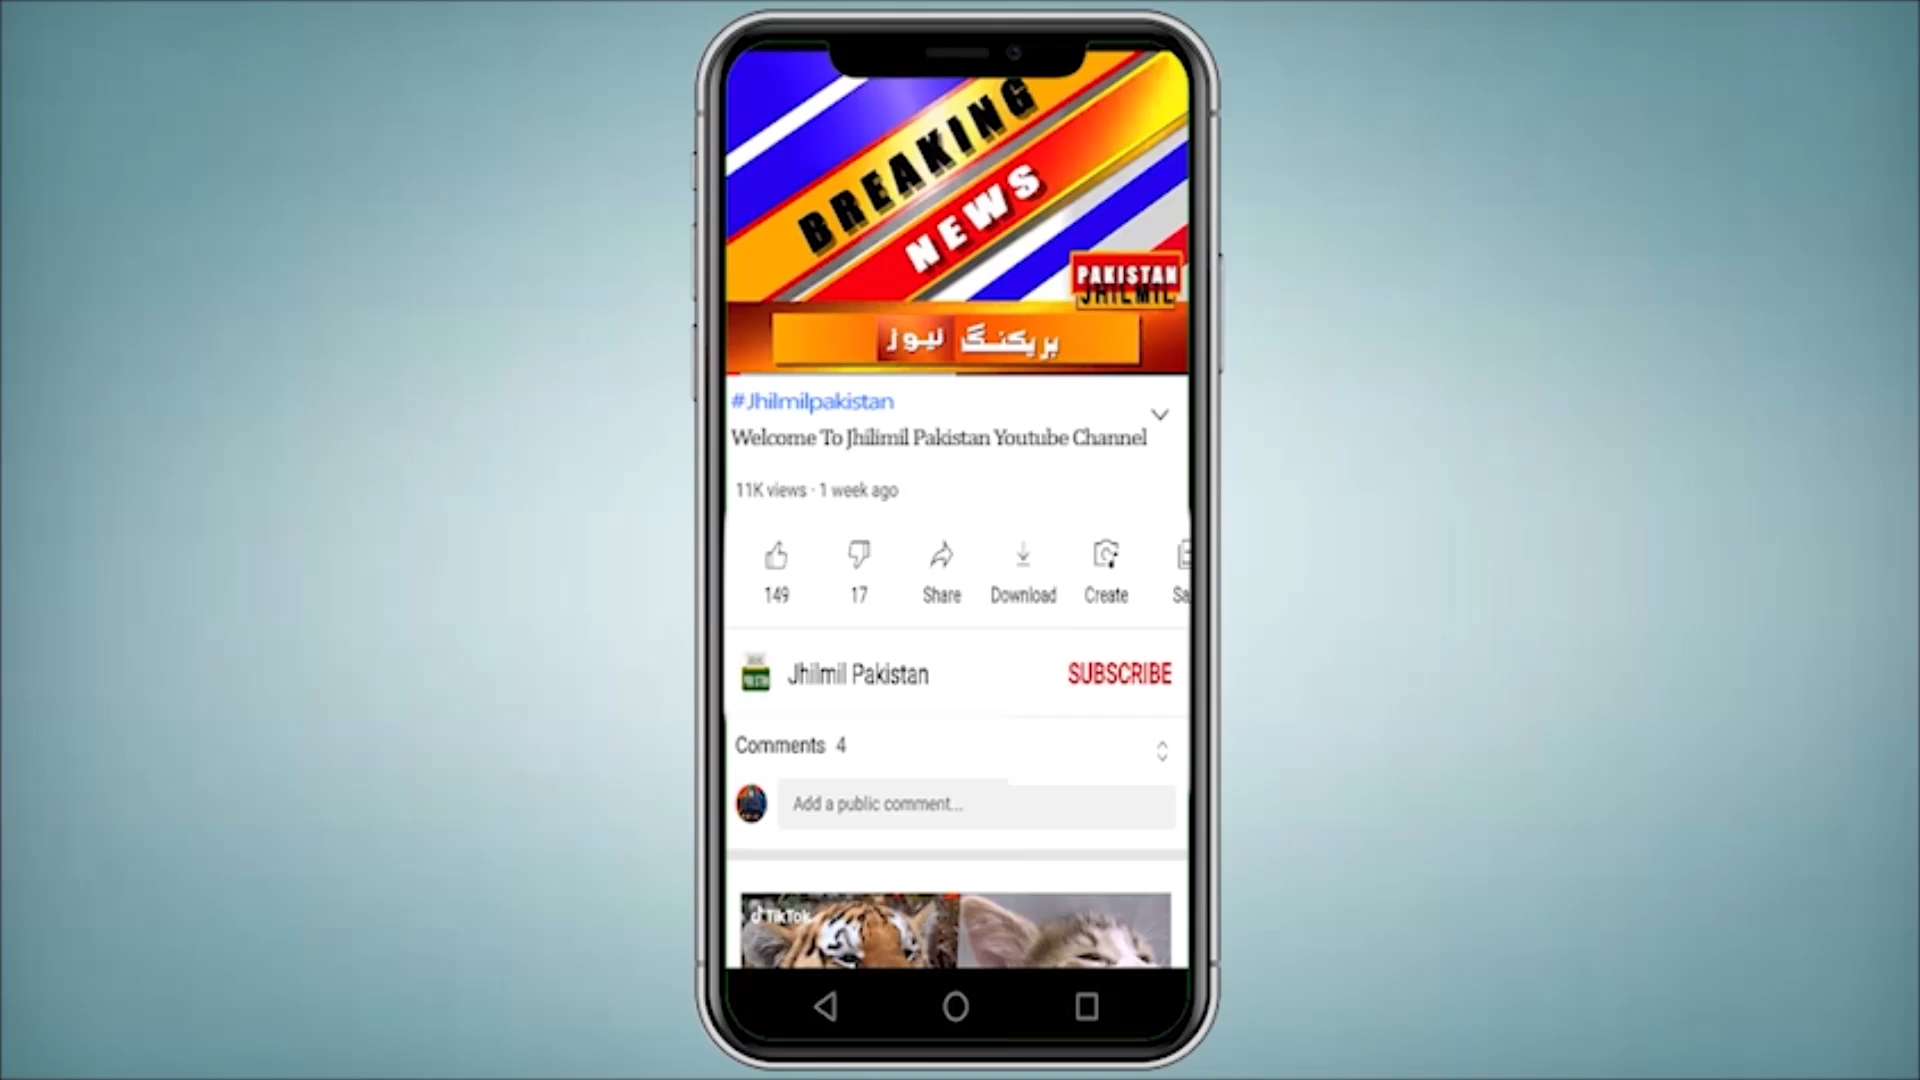 BREAKING
NEWS
PAKISTAN
JHILMIL
بریکنگ نیوز
#Jhilmilpakistan
Welcome To Jhilimil Pakistan Youtube Channel
11K views · 1 week ago
149 17 Share Download Create Sa
Jhilmil Pakistan SUBSCRIBE
Comments 4
Add a public comment...
TikTok